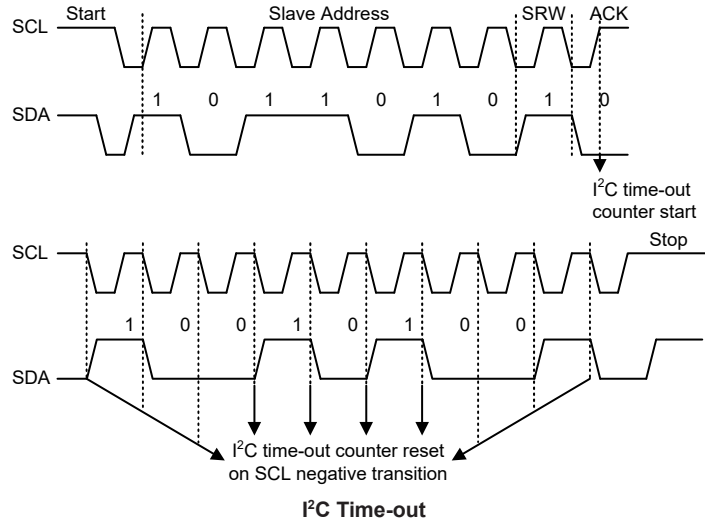 Start Slave Address SRW ACK
SCL
1 0 1 1 0 1 0 1 0
SDA
I²C time-out
counter start
Stop
SCL
1 0 0 1 0 1 0 0
SDA
I²C time-out counter reset
on SCL negative transition
I²C Time-out